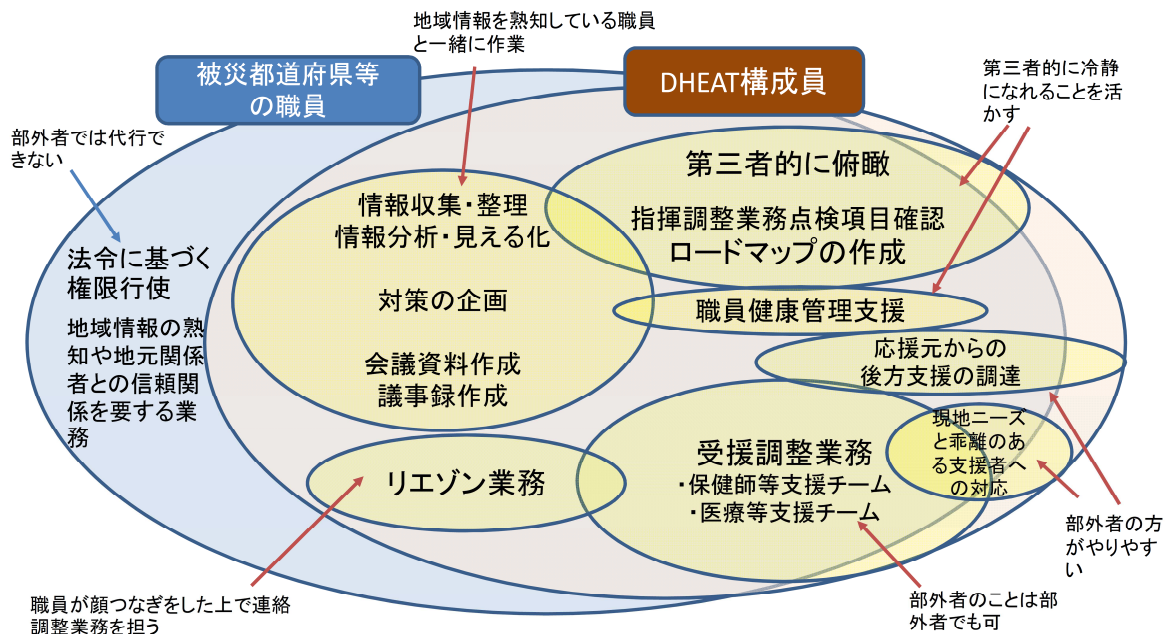 地域情報を熟知している職員
と一緒に作業
被災都道府県等
の職員
DHEAT構成員
第三者的に冷静
になれることを活
かす
部外者では代行で
きない
第三者的に俯瞰
指揮調整業務点検項目確認
ロードマップの作成
情報収集・整理
情報分析・見える化
対策の企画
会議資料作成
議事録作成
法令に基づく
権限行使
地域情報の熟
知や地元関係
者との信頼関
係を要する業
務
職員健康管理支援
応援元からの
後方支援の調達
現地ニーズ
と乖離のあ
る支援者へ
の対応
受援調整業務
・保健師等支援チーム
・医療等支援チーム
リエゾン業務
部外者の方
がやりやす
い
職員が顔つなぎをした上で連絡
調整業務を担う
部外者のことは部
外者でも可